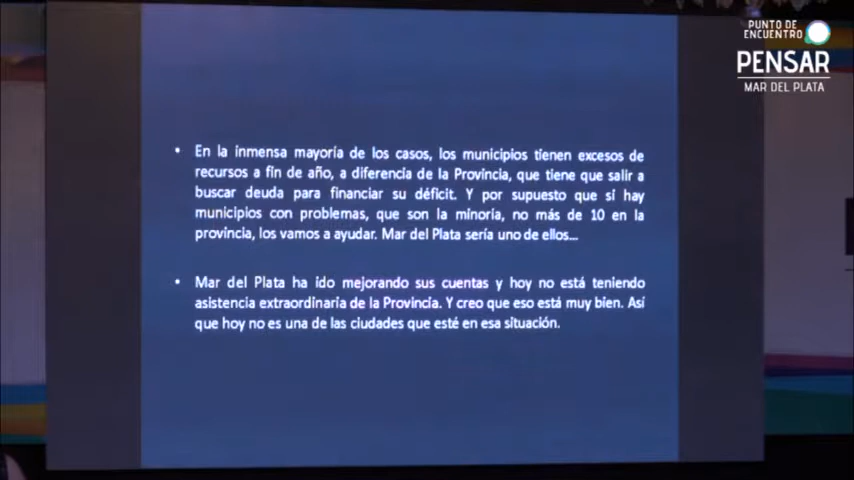 PUNTO DE
ENCUENTRO
PENSAR
MAR DEL PLATA
• En la inmensa mayoría de los casos, los municipios tienen excesos de
recursos a fin de año, a diferencia de la Provincia, que tiene que salir a
buscar deuda para financiar su déficit. Y por supuesto que si hay
municipios con problemas, que son la minoría, no más de 10 en la
provincia, los vamos a ayudar. Mar del Plata sería uno de ellos...
• Mar del Plata ha ido mejorando sus cuentas y hoy no está teniendo
asistencia extraordinaria de la Provincia. Y creo que eso está muy bien. Así
que hoy no es una de las ciudades que esté en esa situación.